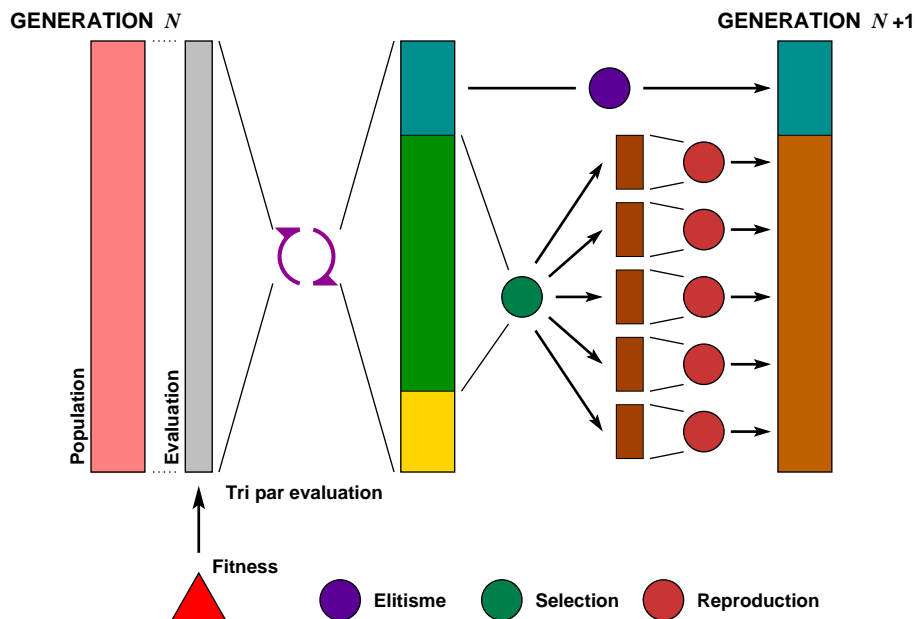 GENERATION N
GENERATION N+1
Population
Evaluation
Tri par evaluation
Fitness
Elitisme
Selection
Reproduction